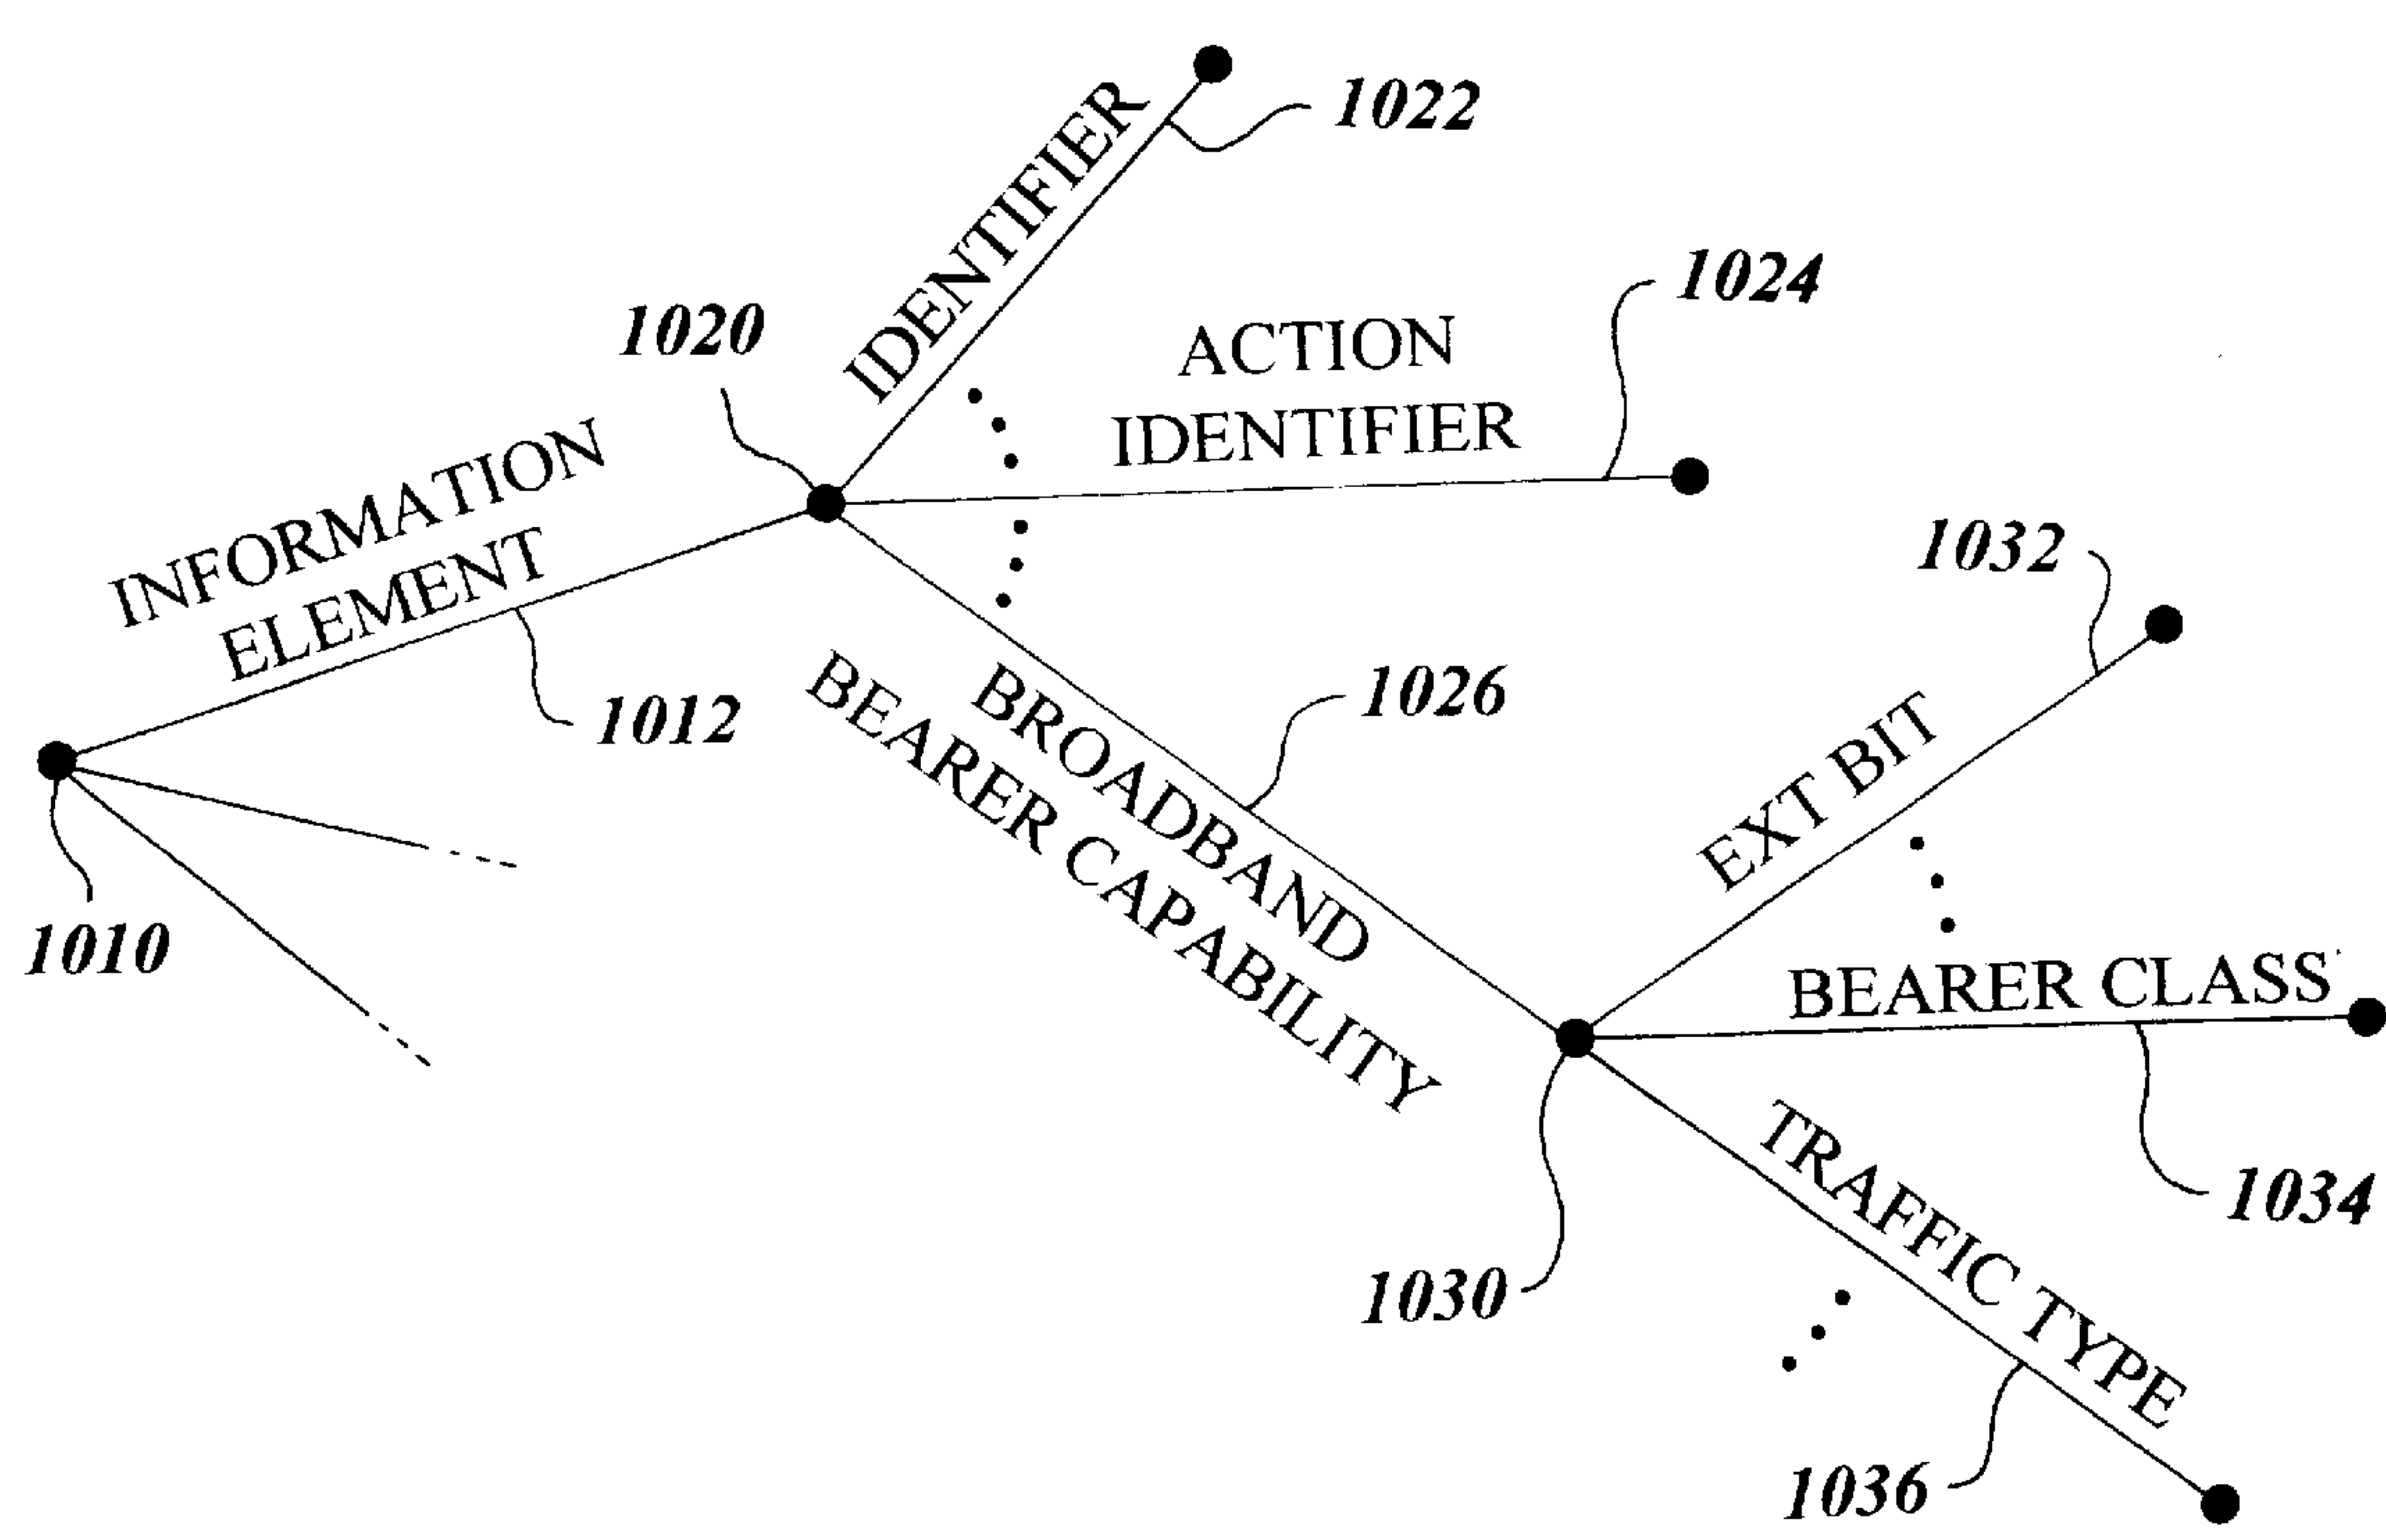 1022
IDENTIFIER
1024
1020
ACTION
IDENTIFIER
INFORMATION
ELEMENT
1012
1032
1026
BROADBAND
BEARER CAPABILITY
EXT BIT
1010
BEARER CLASS
1034
1030
TRAFFIC TYPE
1036